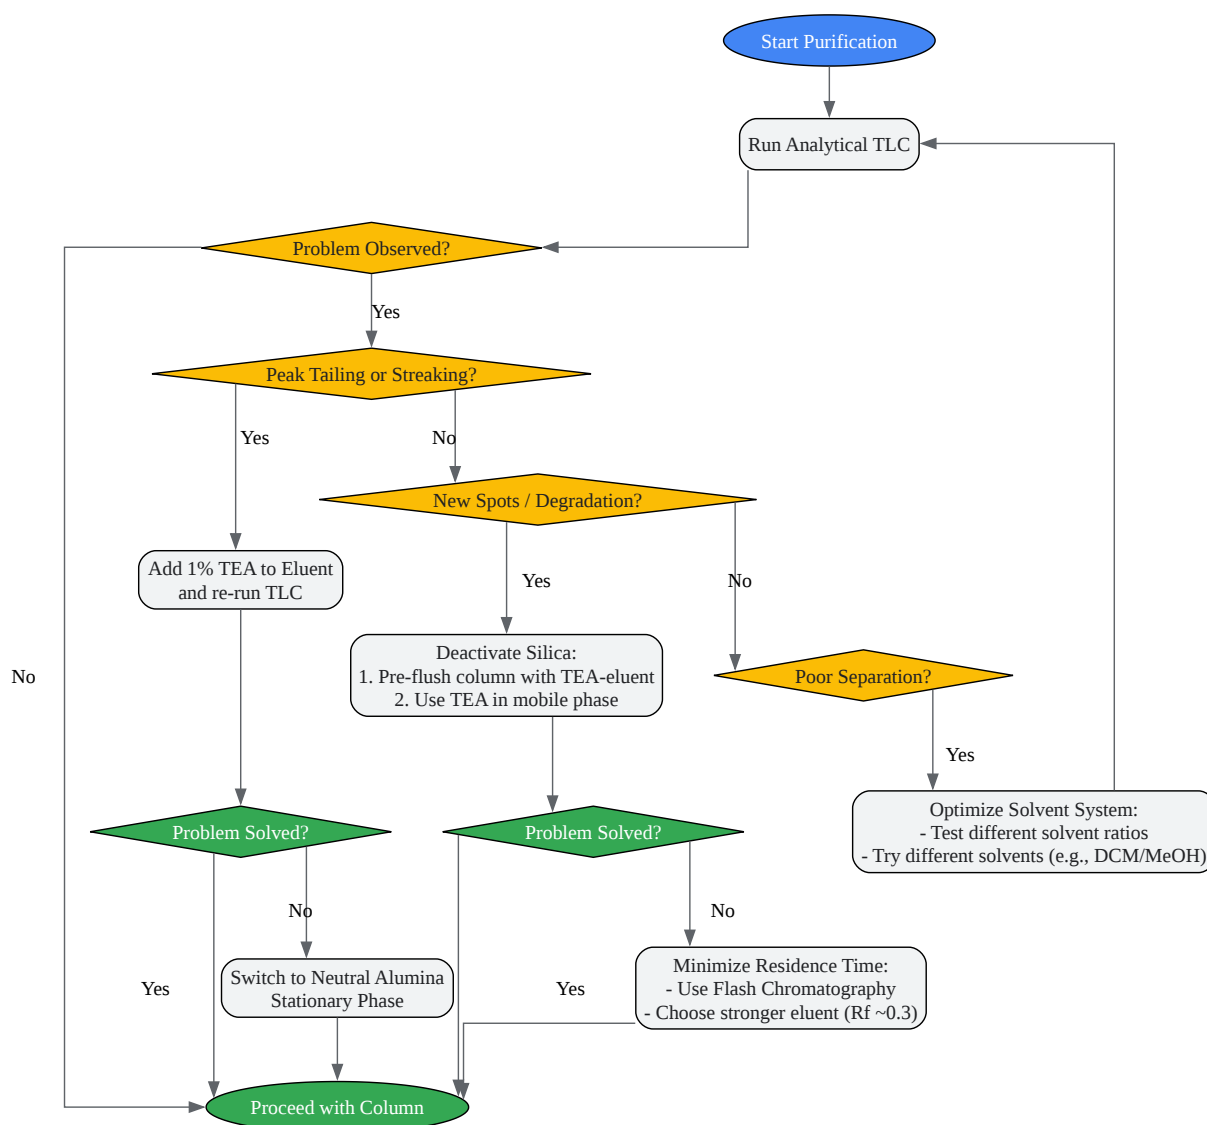 Start Purification
Run Analytical TLC
Problem Observed?
Yes
Peak Tailing or Streaking?
Yes
No
New Spots / Degradation?
Add 1% TEA to Eluent
and re-run TLC
Yes
No
Deactivate Silica:
1. Pre-flush column with TEA-eluent
2. Use TEA in mobile phase
No
Poor Separation?
Yes
Optimize Solvent System:
- Test different solvent ratios
- Try different solvents (e.g., DCM/MeOH)
Problem Solved?
Problem Solved?
No
No
Switch to Neutral Alumina
Stationary Phase
Yes
Yes
Minimize Residence Time:
- Use Flash Chromatography
- Choose stronger eluent (Rf ~0.3)
Proceed with Column